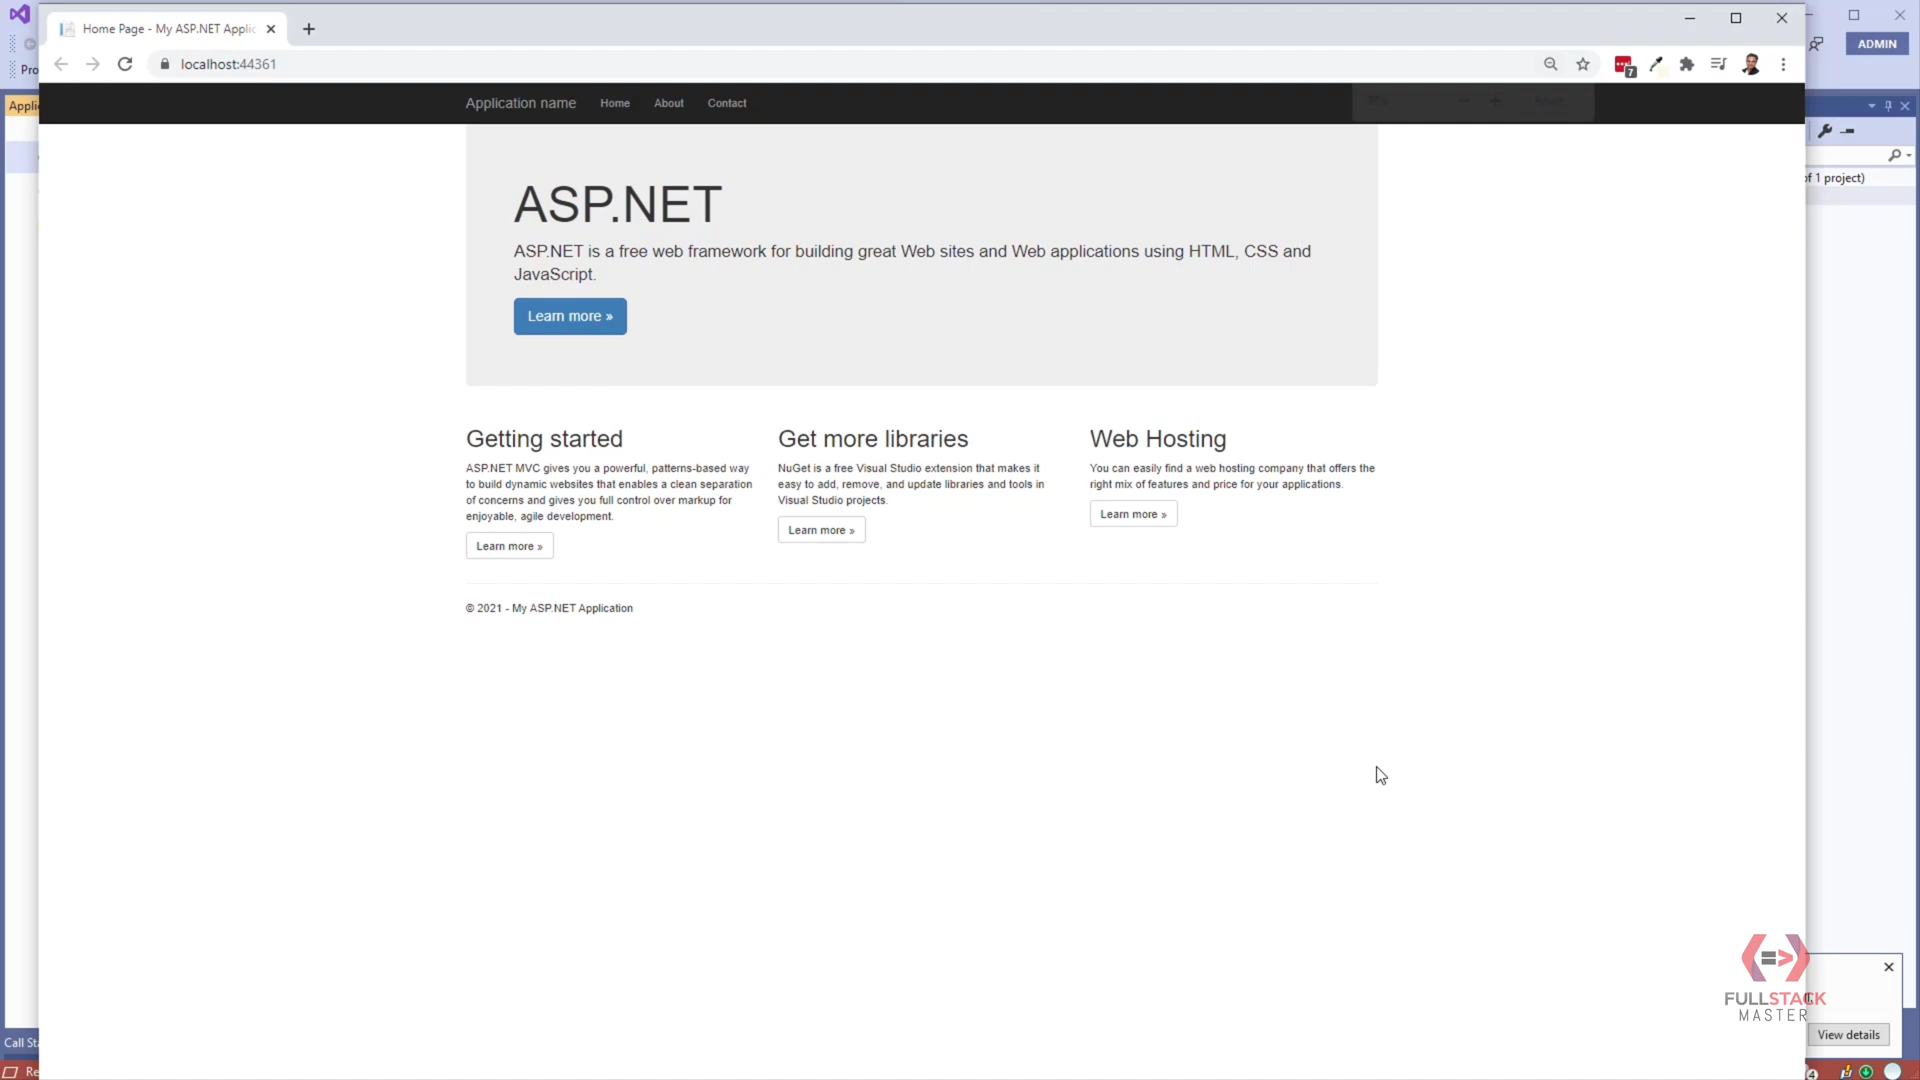 Home Page - My ASP.NET Applic
ADMIN
Pro
localhost:44361
7
Applic
Application name
Home
About
Contact
of 1 project)
ASP.NET
ASP.NET is a free web framework for building great Web sites and Web applications using HTML, CSS and
JavaScript.
Learn more »
Getting started
ASP.NET MVC gives you a powerful, patterns-based way
to build dynamic websites that enables a clean separation
of concerns and gives you full control over markup for
enjoyable, agile development.
Learn more »
Get more libraries
NuGet is a free Visual Studio extension that makes it
easy to add, remove, and update libraries and tools in
Visual Studio projects.
Learn more »
Web Hosting
You can easily find a web hosting company that offers the
right mix of features and price for your applications.
Learn more »
© 2021 - My ASP.NET Application
FULLSTACK
MASTER
View details
Call Sta
Re
4